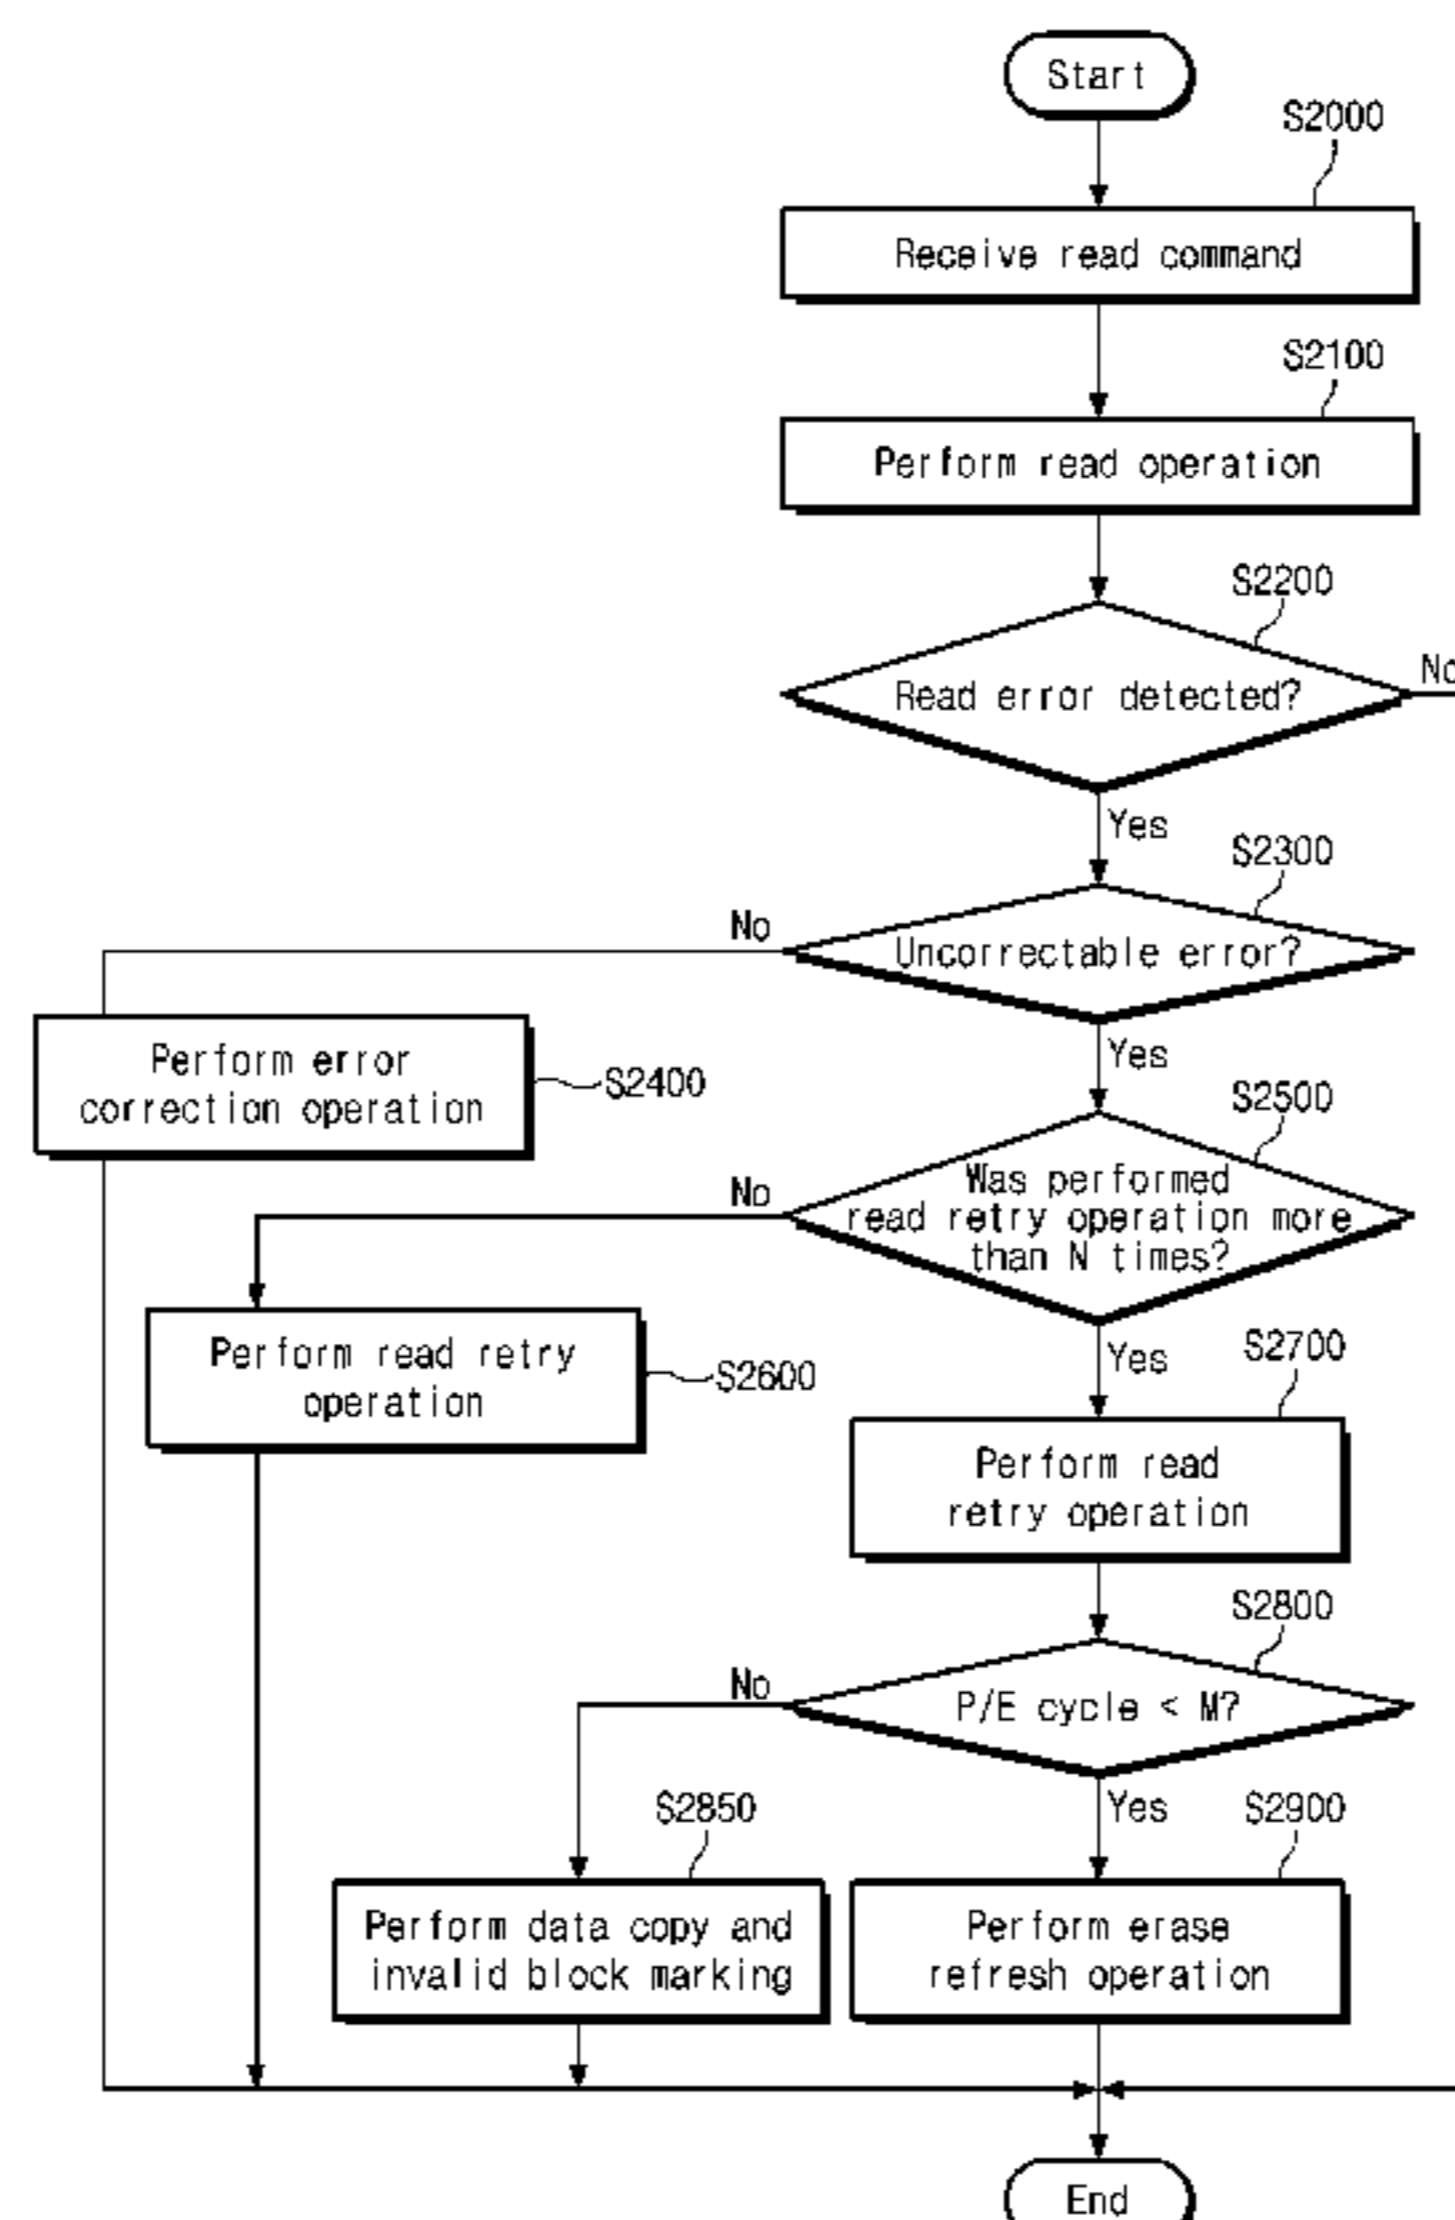 Start
S2000
Receive read command
S2100
Perform read operation
S2200
Read error detected?
No
Yes
S2300
No
Uncorrectable error?
Yes
Perform error
correction operation
S2400
S2500
No
Was performed
read retry operation more
than N times?
Yes
Perform read retry
operation
S2600
S2700
Perform read
retry operation
S2800
No
P/E cycle < M?
Yes
S2850
S2900
Perform data copy and
invalid block marking
Perform erase
refresh operation
End